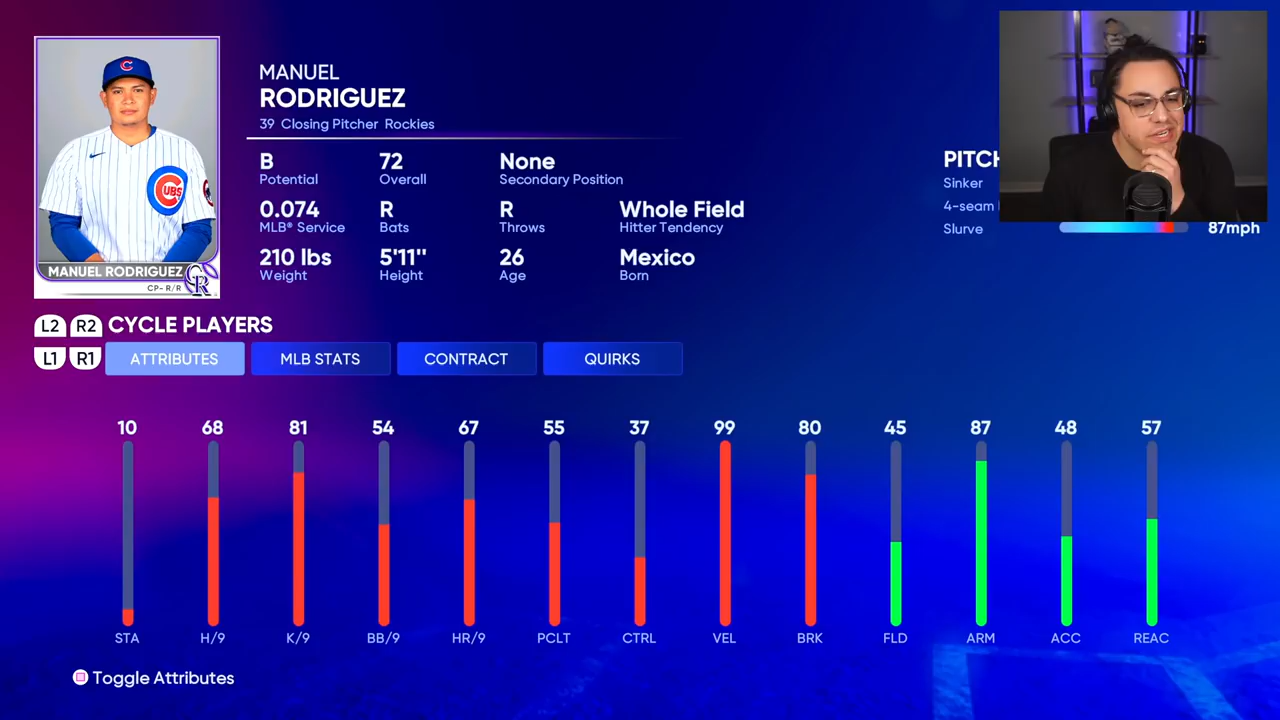 MANUEL
RODRIGUEZ
39 Closing Pitcher Rockies
B 72 None
Potential Overall Secondary Position
0.074 R R Whole Field
MLB® Service Bats Throws Hitter Tendency
210 lbs 5'11'' 26 Mexico
Weight Height Age Born
C
CUBS
MANUEL RODRIGUEZ
CP- R/R
CR
Sinker
4-seam
Slurve 87mph
L2 R2 CYCLE PLAYERS
L1 R1 ATTRIBUTES MLB STATS CONTRACT QUIRKS
10 68 81 54 67 55 37 99 80 45 87 48 57
STA H/9 K/9 BB/9 HR/9 PCLT CTRL VEL BRK FLD ARM ACC REAC
Toggle Attributes